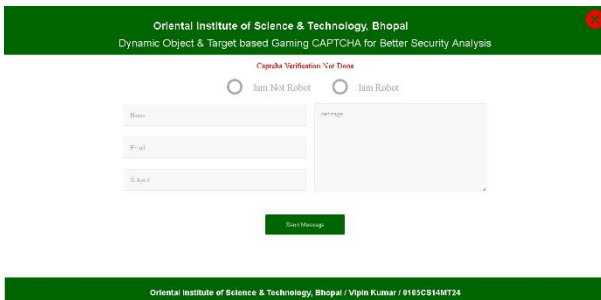 Oriental Institute of Science & Technology, Bhopal
Dynamic Object & Target based Gaming CAPTCHA for Better Security Analysis
Captcha Verification Not Done
Iam Not Robot
Iam Robot
Name
message
Email
Subject
Send Message
Oriental Institute of Science & Technology, Bhopal / Vipin Kumar / 0105CS14MT24